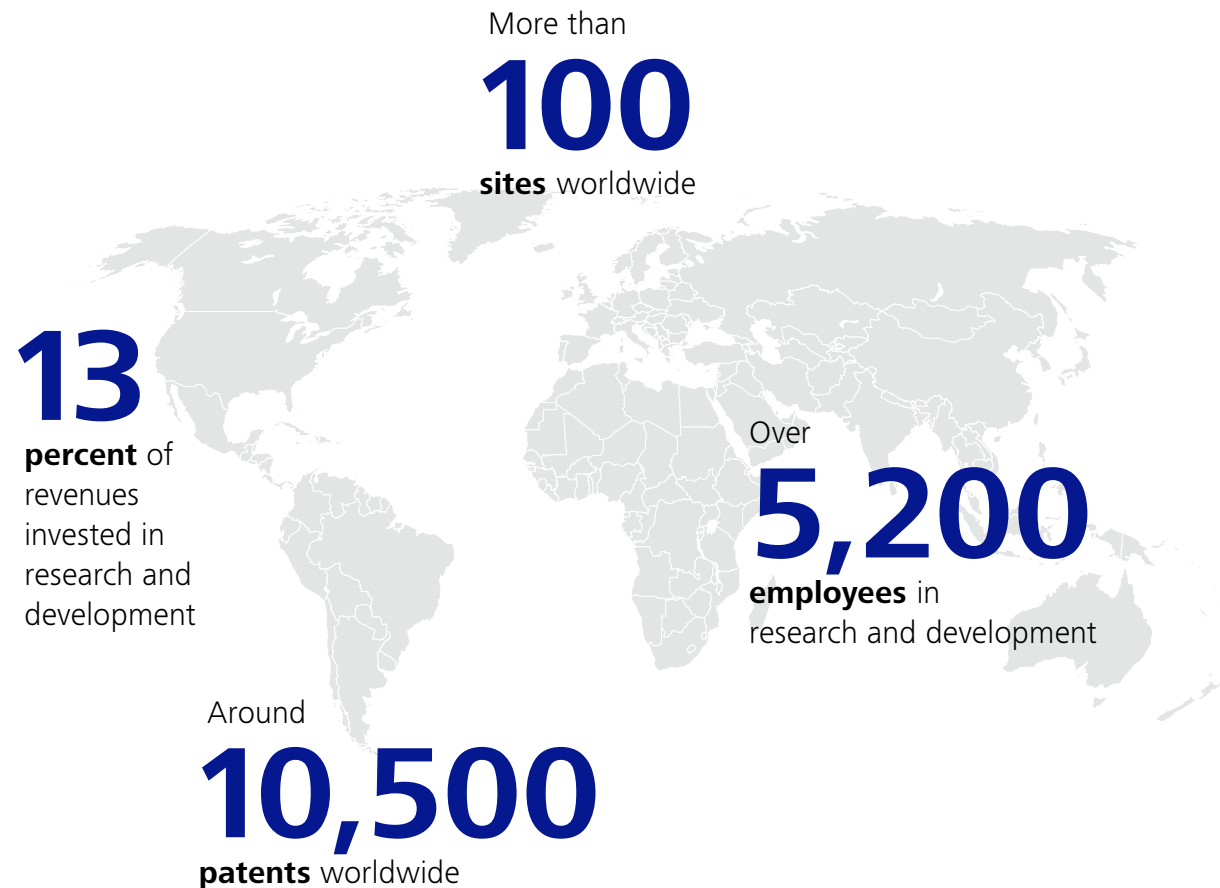 More than
100
sites worldwide
13
percent of
revenues
invested in
research and
development
Over
5,200
employees in
research and development
Around
10,500
patents worldwide